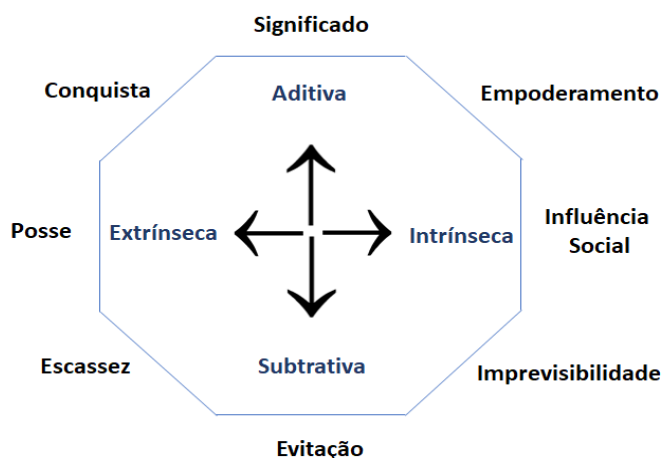 Significado
Conquista
Aditiva
Empoderamento
Posse
Extrínseca
Intrínseca
Influência
Social
Escassez
Subtrativa
Imprevisibilidade
Evitação